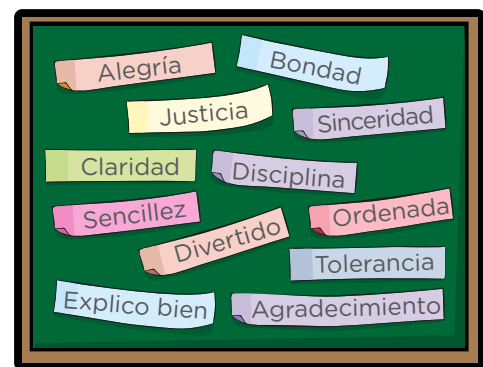 Alegría
Bondad
Justicia
Sinceridad
Claridad
Disciplina
Sencillez
Ordenada
Divertido
Tolerancia
Explico bien
Agradecimiento